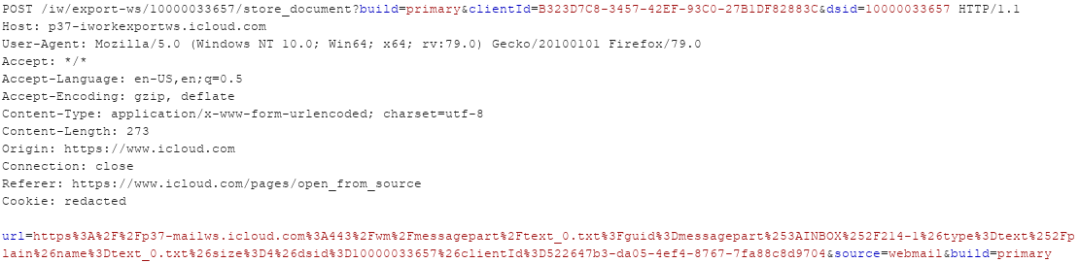 POST /iw/export-ws/10000033657/store_document?build=primary&clientId=B323D7C8-3457-42EF-93C0-27B1DF82883C&dsid=10000033657 HTTP/1.1
Host: p37-iworkexportws.icloud.com
User-Agent: Mozilla/5.0 (Windows NT 10.0; Win64; x64; rv:79.0) Gecko/20100101 Firefox/79.0
Accept: */*
Accept-Language: en-US,en;q=0.5
Accept-Encoding: gzip, deflate
Content-Type: application/x-www-form-urlencoded; charset=utf-8
Content-Length: 273
Origin: https://www.icloud.com
Connection: close
Referer: https://www.icloud.com/pages/open_from_source
Cookie: redacted
url=https%3A%2F%2Fp37-mailws.icloud.com%3A443%2Fwm%2Fmessagepart%2Ftext_0.txt%3Fguid%3Dmessagepart%253AINBOX%252F214-1%26type%3Dtext%252Fp
lain%26name%3Dtext_0.txt%26size%3D4%26dsid%3D10000033657%26clientId%3D522647b3-da05-4ef4-8767-7fa88c8d9704&source=webmail&build=primary